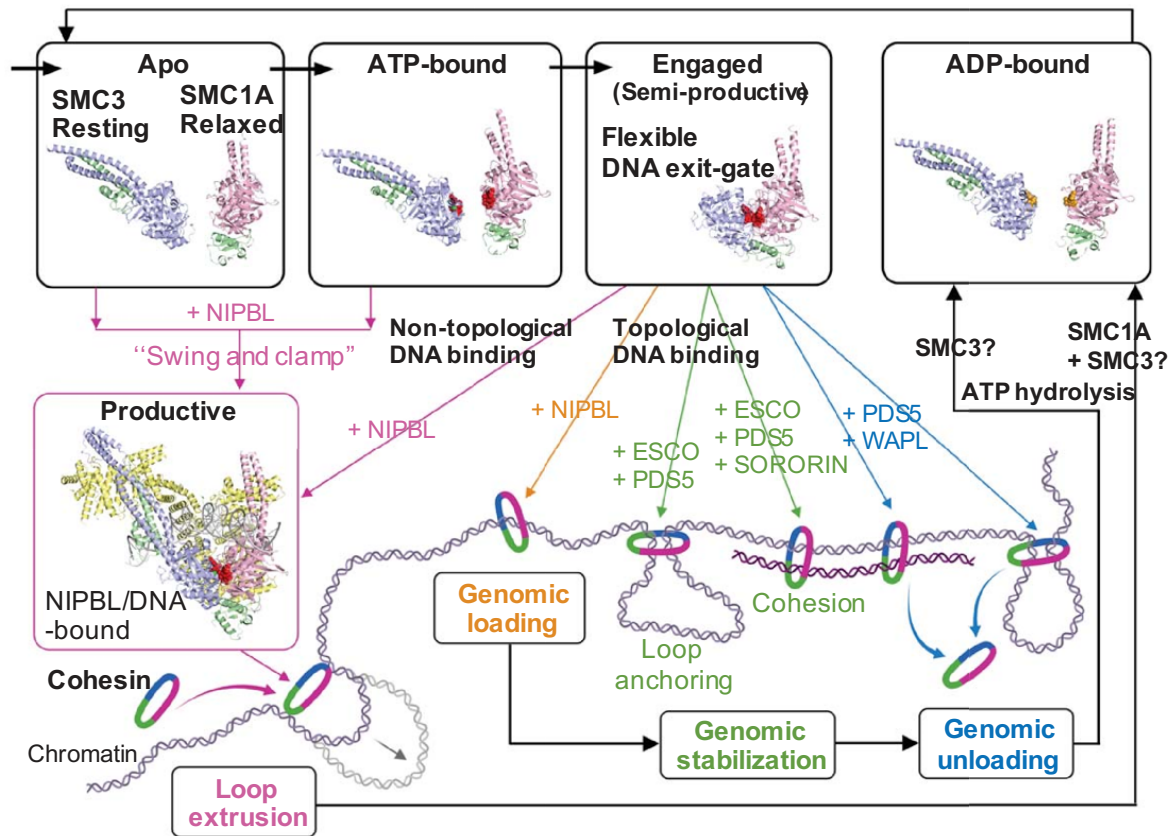 Apo
SMC3
Resting
SMC1A
Relaxed
ATP-bound
Engaged
(Semi-productive)
Flexible
DNA exit-gate
ADP-bound
+ NIPBL
‘‘Swing and clamp”
Non-topological
DNA binding
Topological
DNA binding
SMC3?
SMC1A
+ SMC3?
ATP hydrolysis
Productive
NIPBL/DNA
-bound
+ NIPBL
+ NIPBL
+ ESCO
+ PDS5
+ ESCO
+ PDS5
+ SORORIN
+ PDS5
+ WAPL
Genomic
loading
Loop
anchoring
Cohesion
Cohesin
Chromatin
Loop
extrusion
Genomic
stabilization
Genomic
unloading